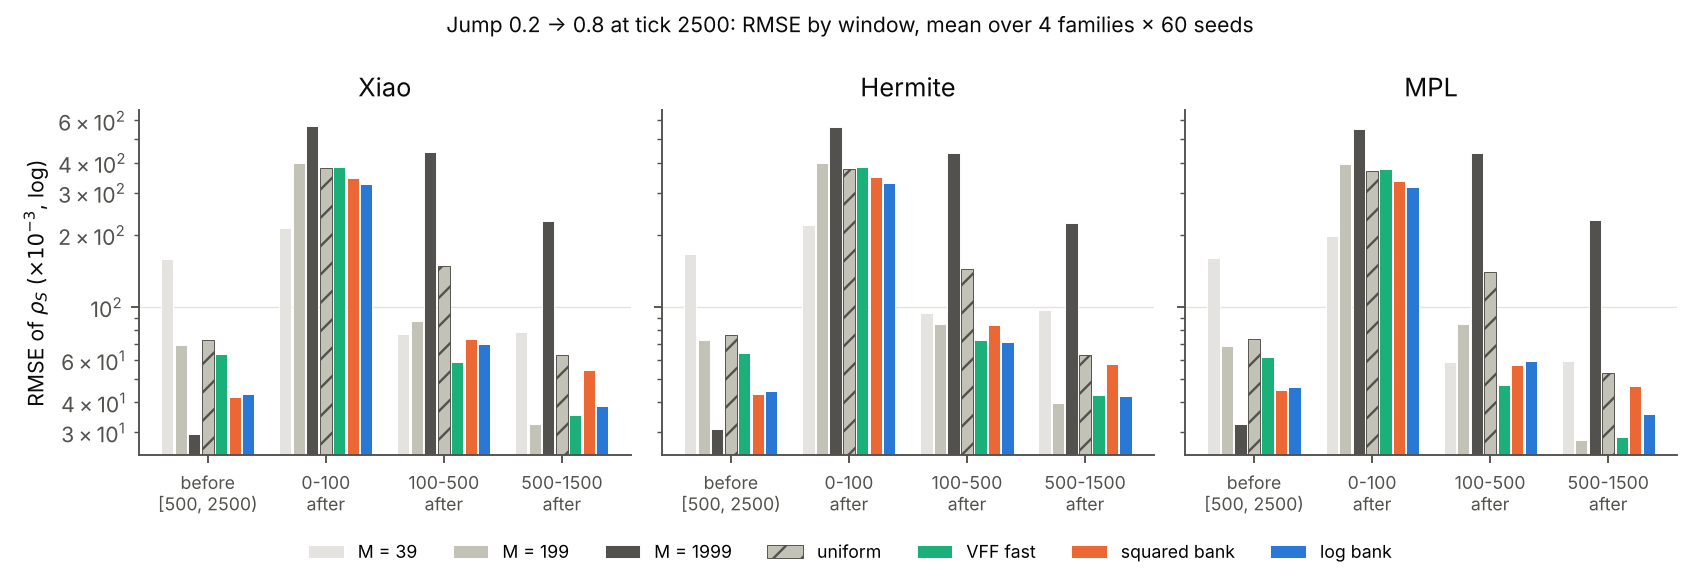 Jump 0.2 → 0.8 at tick 2500: RMSE by window, mean over 4 families × 60 seeds
Xiao
Hermite
MPL
RMSE of ρ_S (×10⁻³, log)
6 × 10²
4 × 10²
3 × 10²
2 × 10²
10²
6 × 10¹
4 × 10¹
3 × 10¹
before
[500, 2500)
0-100
after
100-500
after
500-1500
after
before
[500, 2500)
0-100
after
100-500
after
500-1500
after
before
[500, 2500)
0-100
after
100-500
after
500-1500
after
M = 39
M = 199
M = 1999
uniform
VFF fast
squared bank
log bank